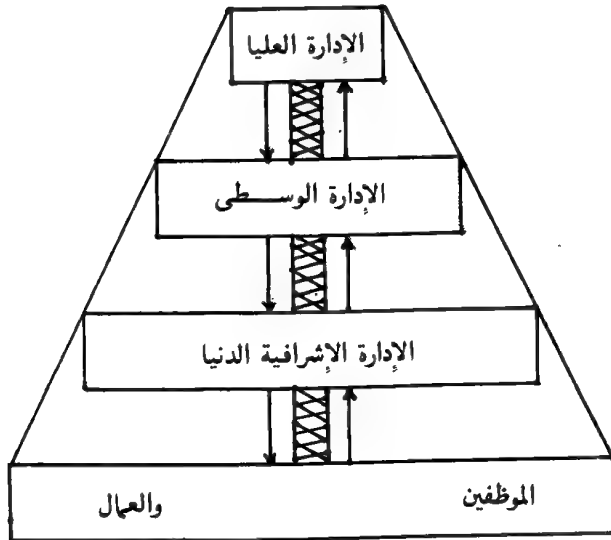 الإدارة العليا
الإدارة الوسطى
الإدارة الإشرافية الدنيا
الموظفين والعمال